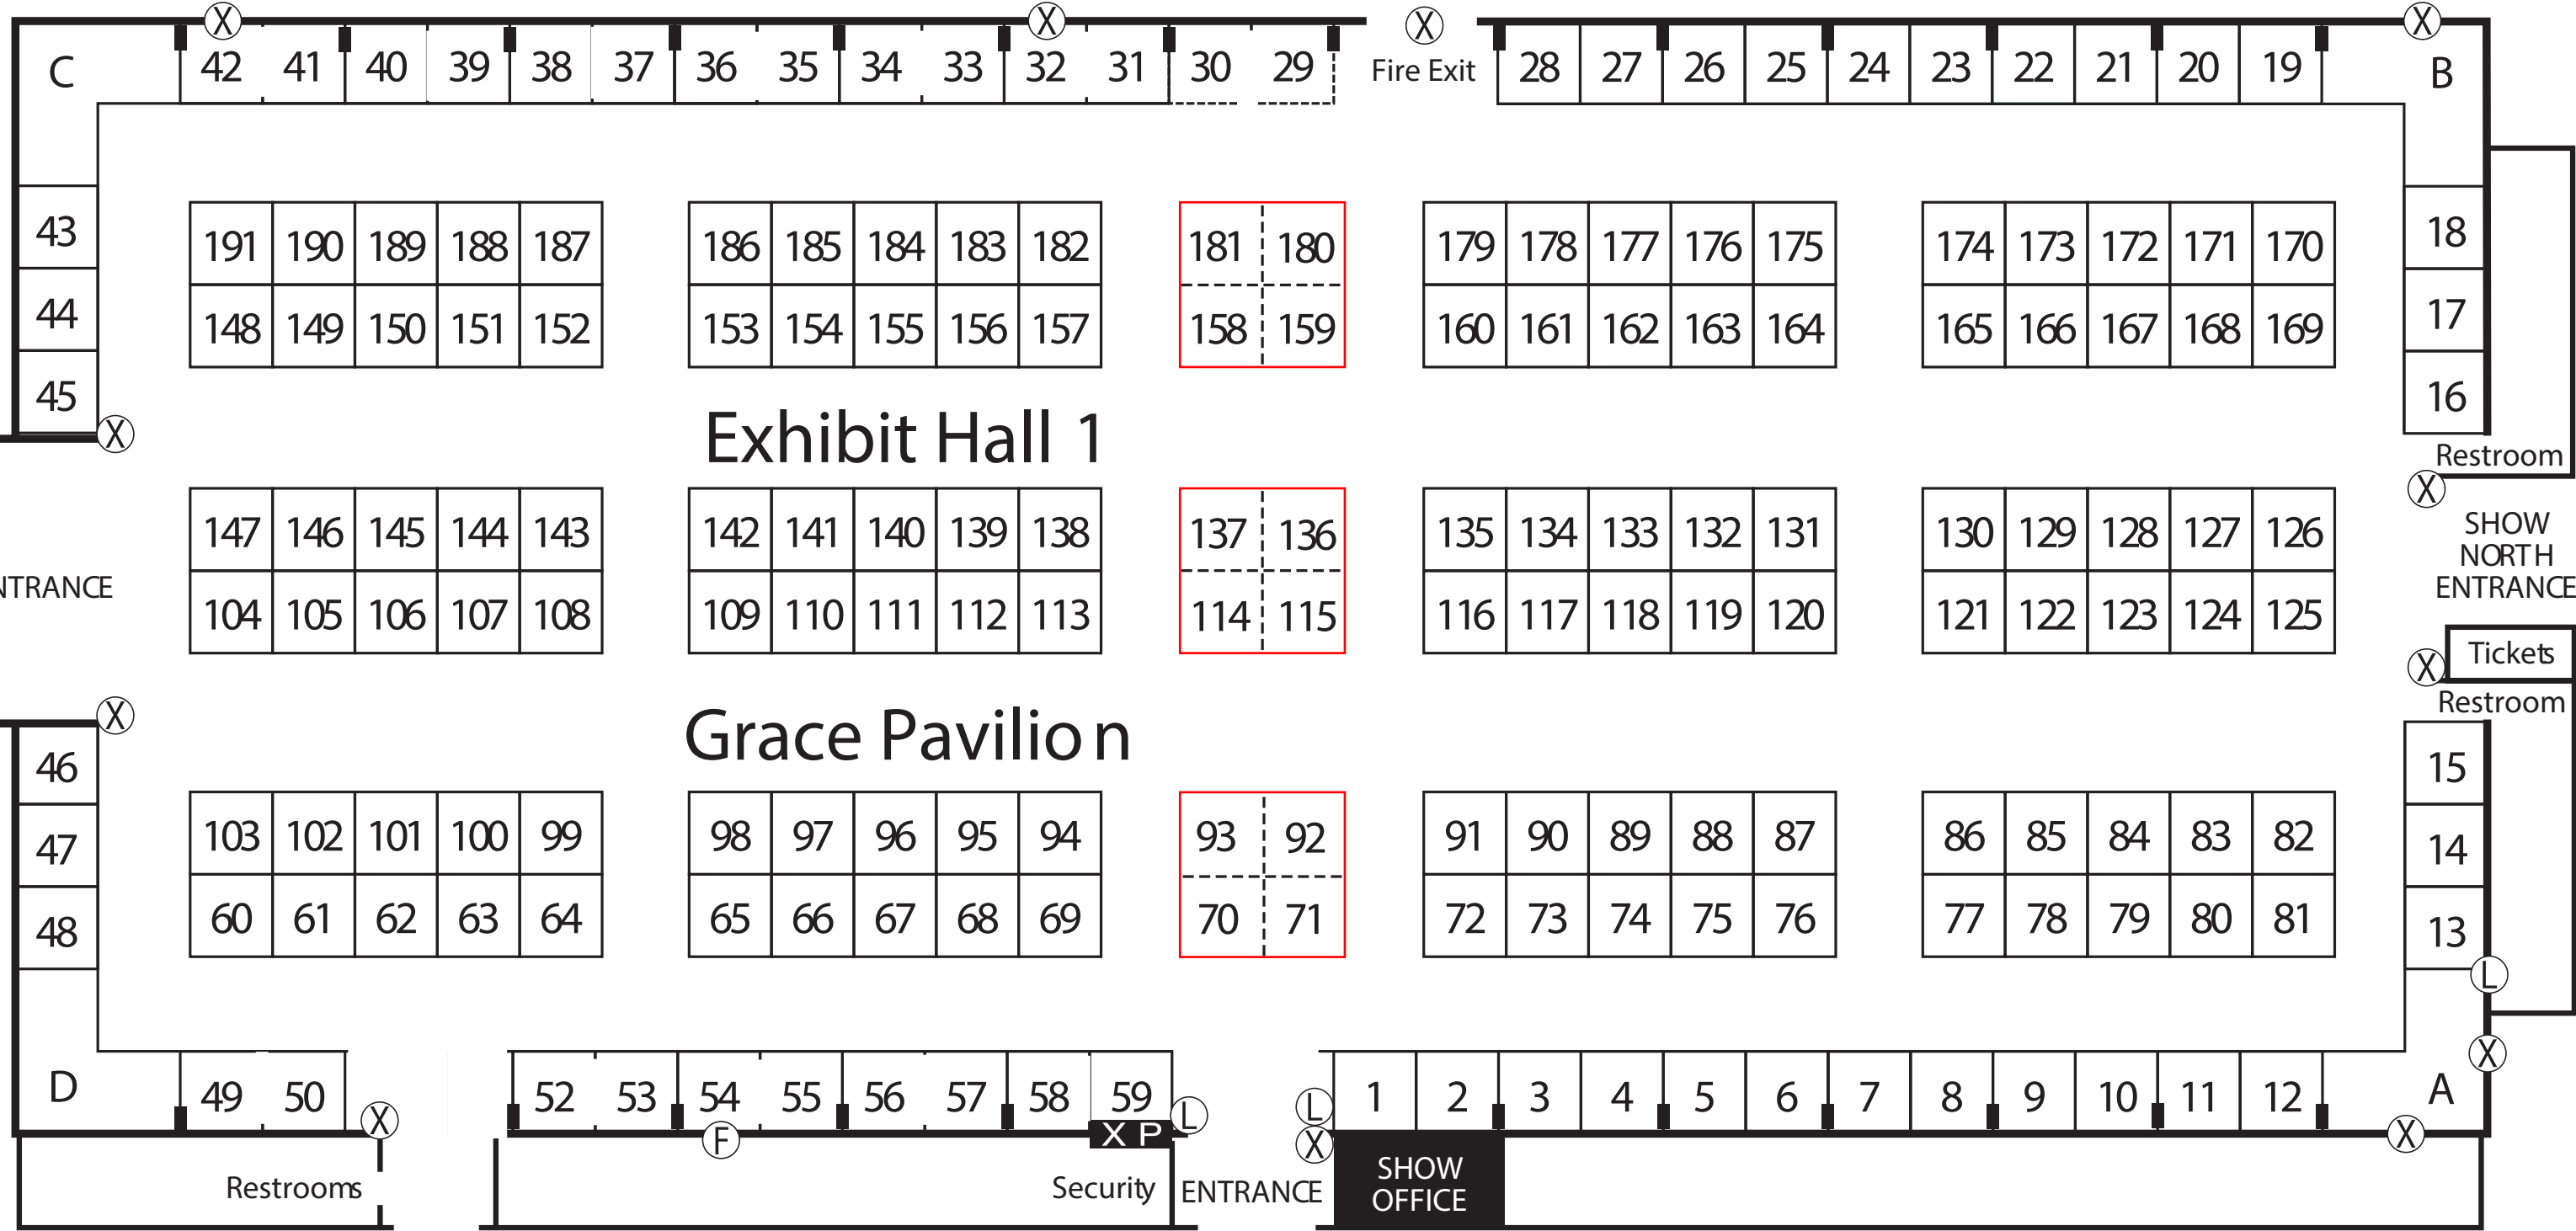 X X X X
C 42 41 40 39 38 37 36 35 34 33 32 31 30 29 Fire Exit 28 27 26 25 24 23 22 21 20 19 B
43 191 190 189 188 187 186 185 184 183 182 181 180 179 178 177 176 175 174 173 172 171 170 18
44 148 149 150 151 152 153 154 155 156 157 158 159 160 161 162 163 164 165 166 167 168 169 17
45 16
X Exhibit Hall 1
Restroom
X
147 146 145 144 143 142 141 140 139 138 137 136 135 134 133 132 131 130 129 128 127 126
SHOW
NORTH
ENTRANCE
NTRANCE
104 105 106 107 108 109 110 111 112 113 114 115 116 117 118 119 120 121 122 123 124 125
X Tickets
Restroom
X
Grace Pavilion
46 15
47 103 102 101 100 99 98 97 96 95 94 93 92 91 90 89 88 87 86 85 84 83 82 14
48 60 61 62 63 64 65 66 67 68 69 70 71 72 73 74 75 76 77 78 79 80 81 13
L
X
D 49 50 52 53 54 55 56 57 58 59 1 2 3 4 5 6 7 8 9 10 11 12 A
X L L
F X P X X
Restrooms Security ENTRANCE
SHOW
OFFICE